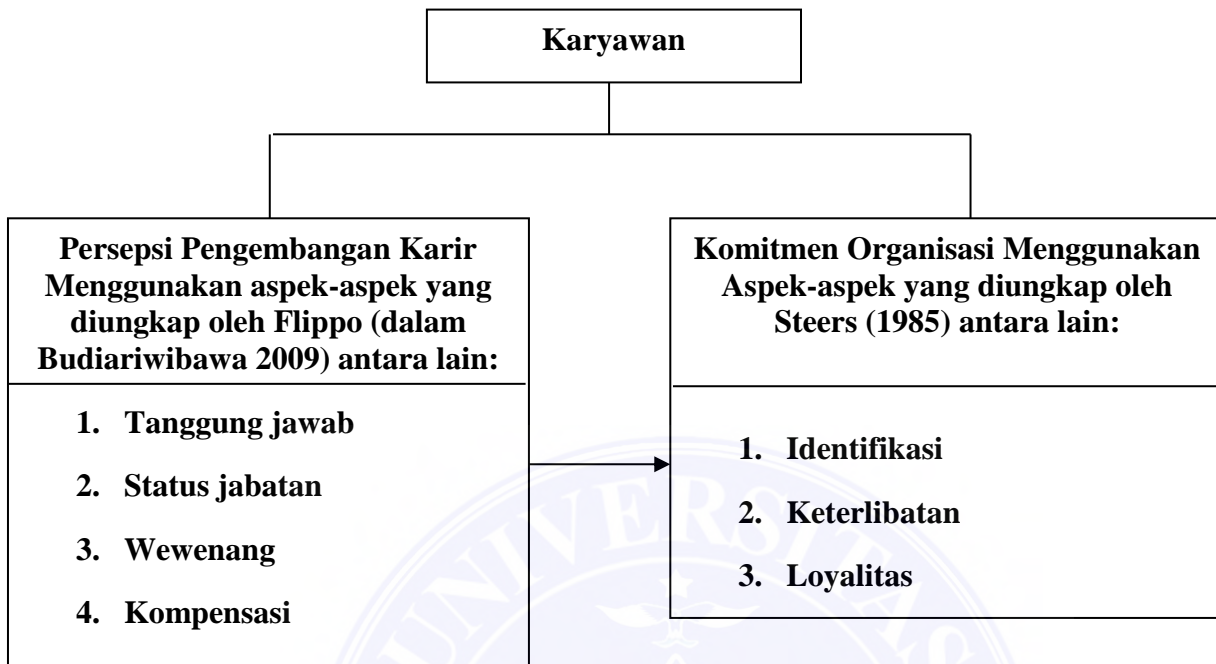 Karyawan
Persepsi Pengembangan Karir
Menggunakan aspek-aspek yang
diungkap oleh Flippo (dalam
Budiariwibawa 2009) antara lain:
1. Tanggung jawab
2. Status jabatan
3. Wewenang
4. Kompensasi
Komitmen Organisasi Menggunakan
Aspek-aspek yang diungkap oleh
Steers (1985) antara lain:
1. Identifikasi
2. Keterlibatan
3. Loyalitas
UNIVERSITAS